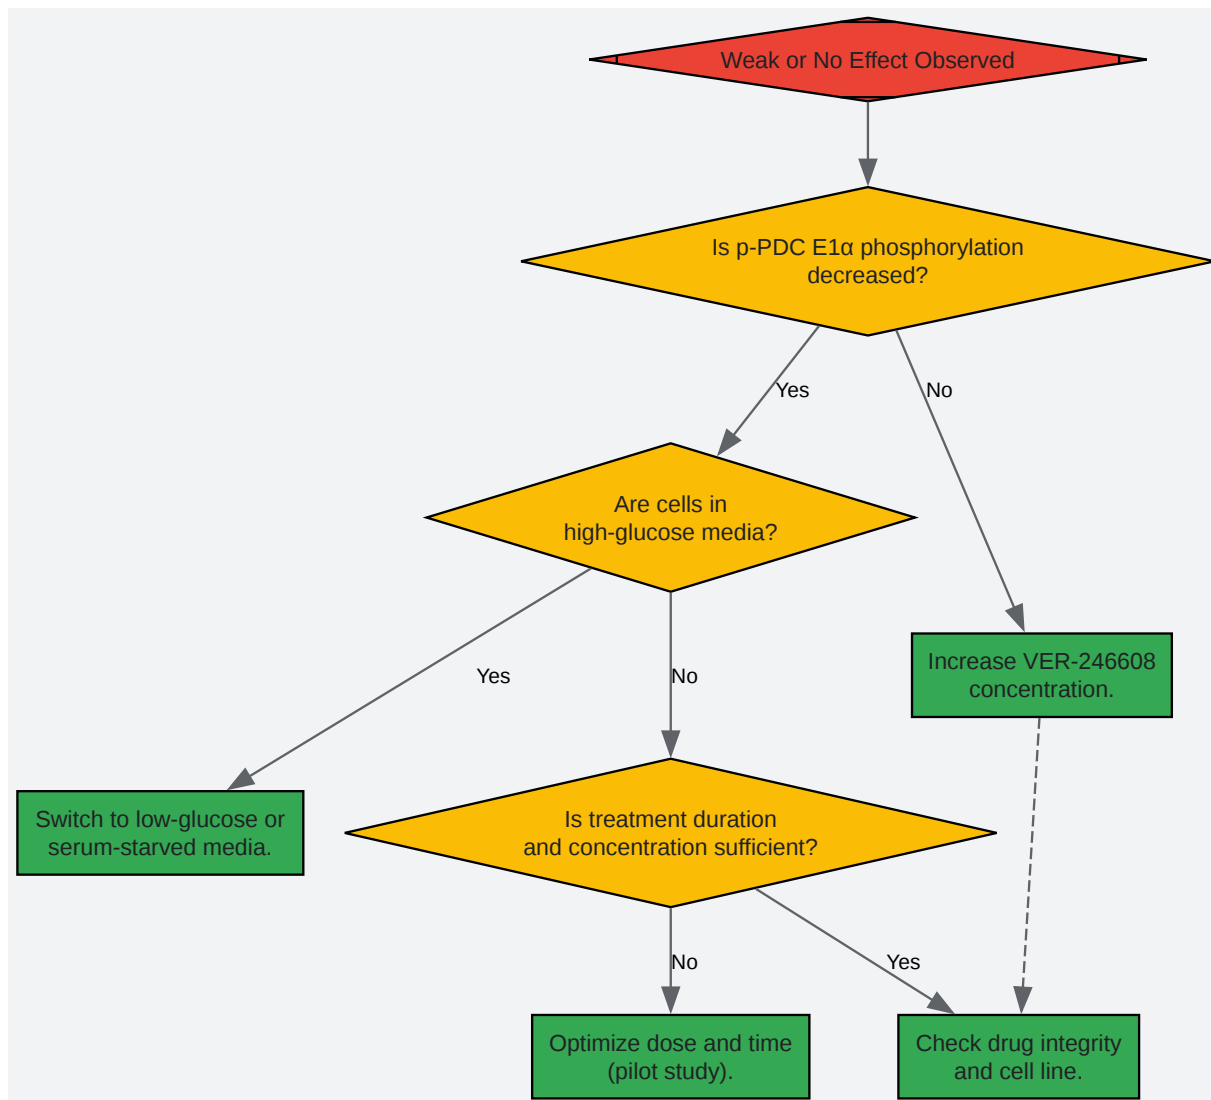 Weak or No Effect Observed
Is p-PDC E1α phosphorylation
decreased?
Yes
No
Are cells in
high-glucose media?
Increase VER-246608
concentration.
Yes
No
Switch to low-glucose or
serum-starved media.
Is treatment duration
and concentration sufficient?
No
Yes
Optimize dose and time
(pilot study).
Check drug integrity
and cell line.